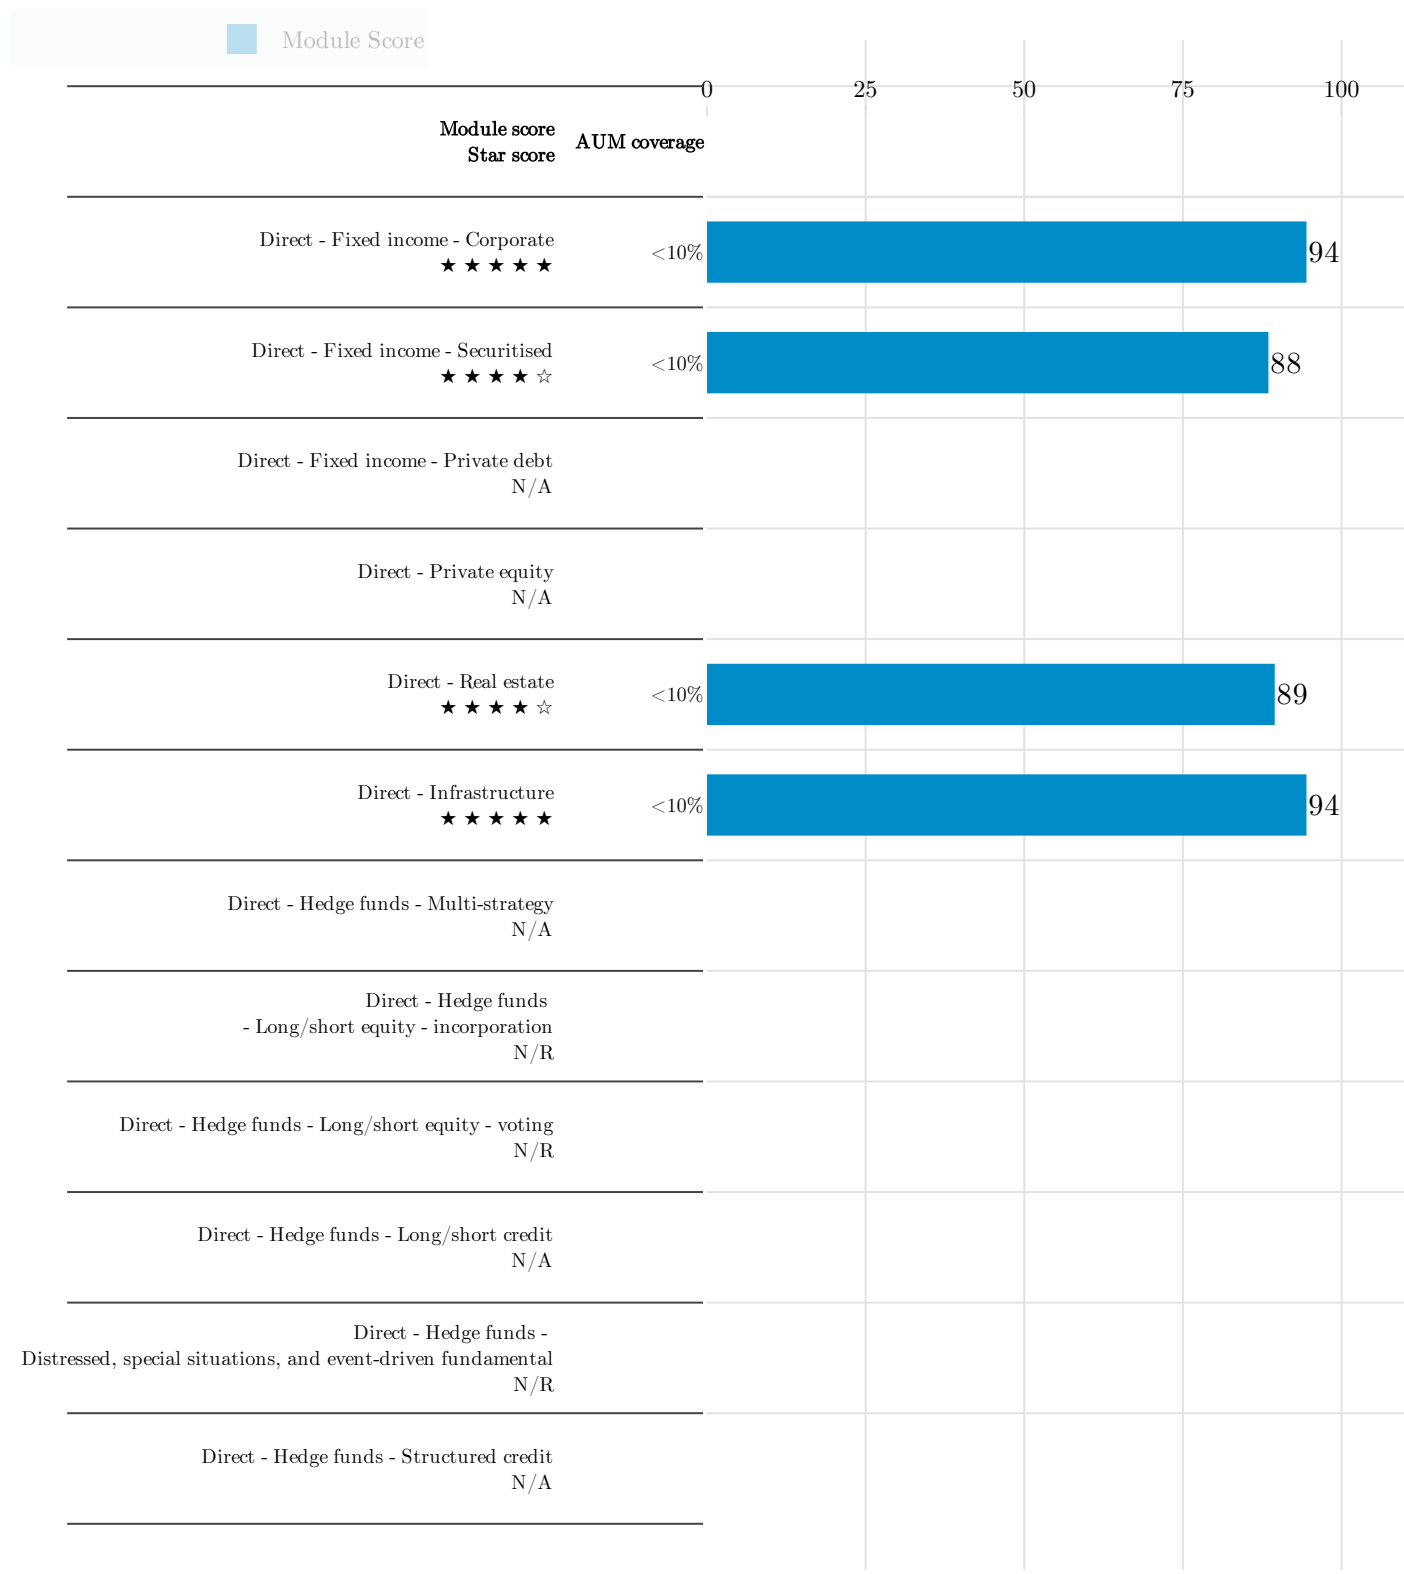 Module Score
0 25 50 75 100
Module score
Star score
AUM coverage
Direct - Fixed income - Corporate
★ ★ ★ ★ ★
<10%
94
Direct - Fixed income - Securitised
★ ★ ★ ★ ☆
<10%
88
Direct - Fixed income - Private debt
N/A
Direct - Private equity
N/A
Direct - Real estate
★ ★ ★ ★ ☆
<10%
89
Direct - Infrastructure
★ ★ ★ ★ ★
<10%
94
Direct - Hedge funds - Multi-strategy
N/A
Direct - Hedge funds
- Long/short equity - incorporation
N/R
Direct - Hedge funds - Long/short equity - voting
N/R
Direct - Hedge funds - Long/short credit
N/A
Direct - Hedge funds -
Distressed, special situations, and event-driven fundamental
N/R
Direct - Hedge funds - Structured credit
N/A